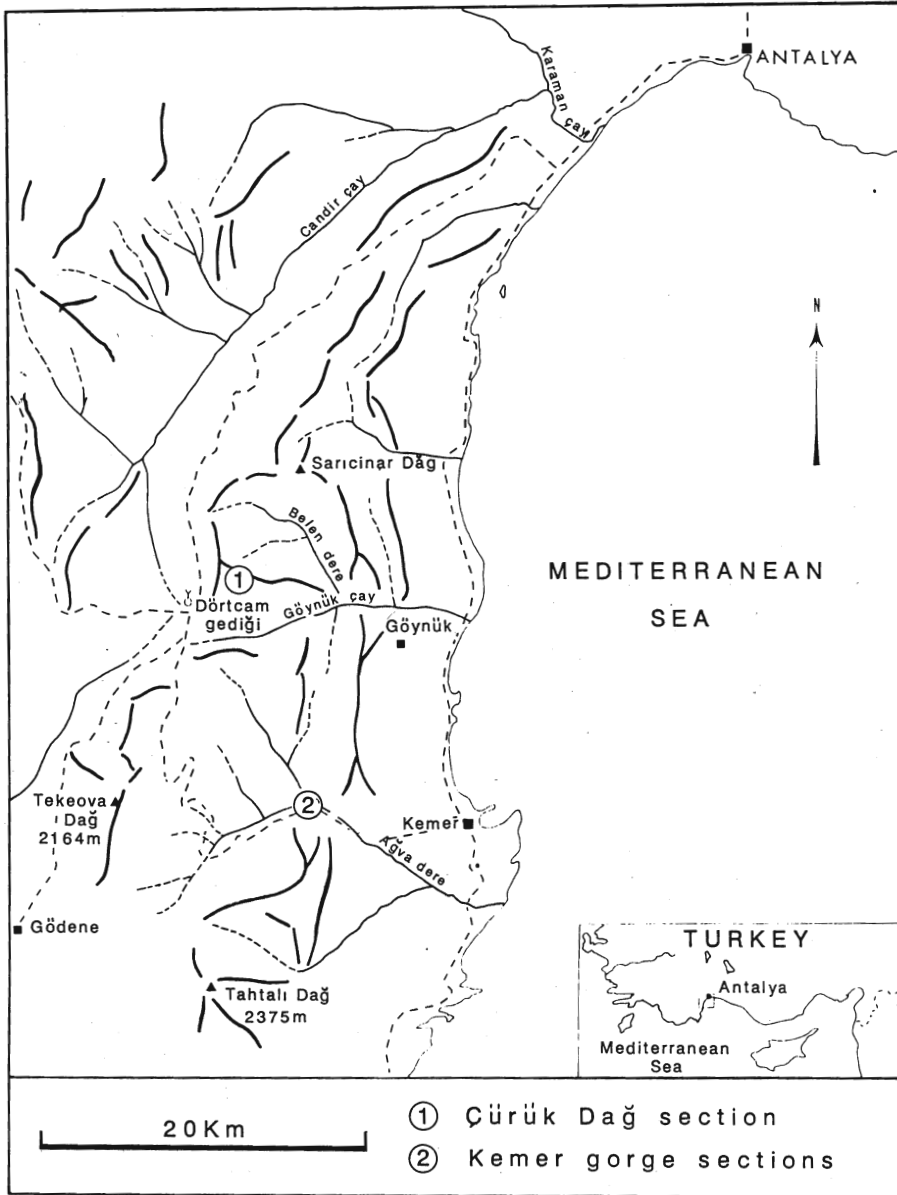 ANTALYA
Karaman çay
Candir çay
N
Sarıcinar Dağ
Belen dere
MEDITERRANEAN
SEA
1
Dörtcam
gediği
Göynük çay
Göynük
Tekeova
Dağ
2164m
2
Kemer
Ağva dere
Gödene
Tahtalı Dağ
2375m
TURKEY
Antalya
Mediterranean
Sea
20Km
1 Çürük Dağ section
2 Kemer gorge sections